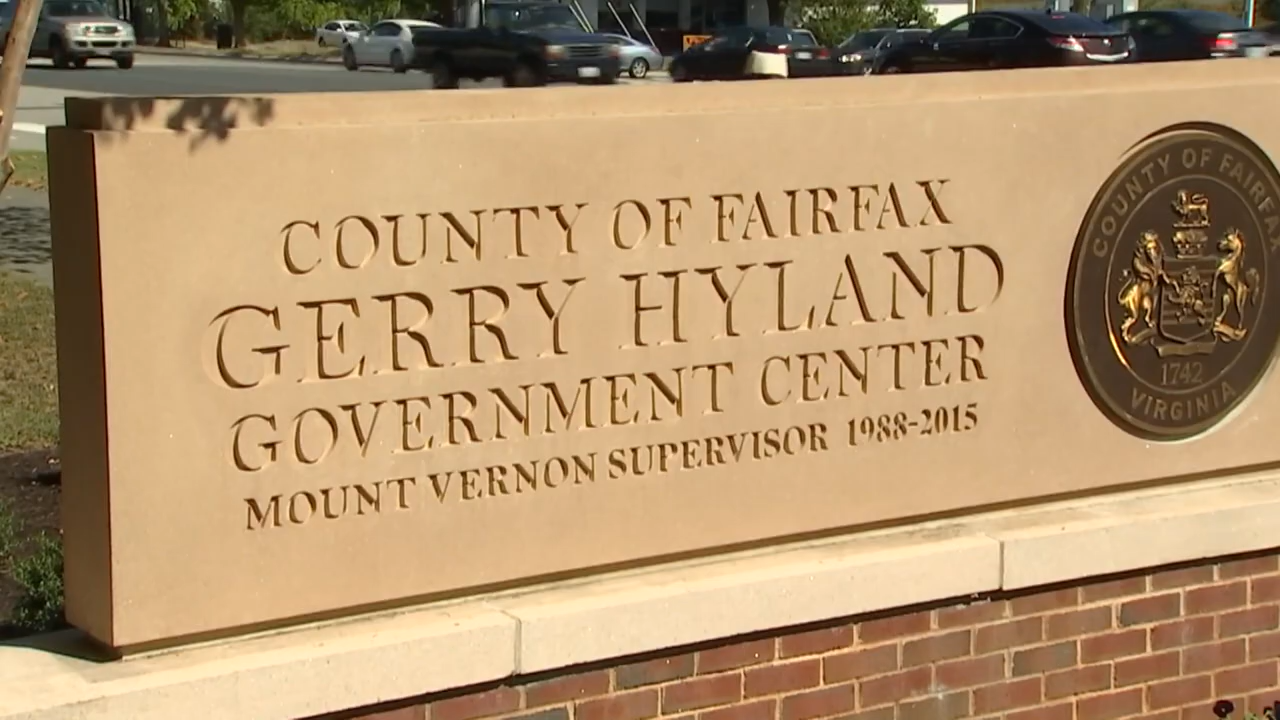 COUNTY OF FAIRFAX
GERRY HYLAND
GOVERNMENT CENTER
MOUNT VERNON SUPERVISOR 1988-2015
COUNTY OF FAIRFAX
1742
VIRGINIA